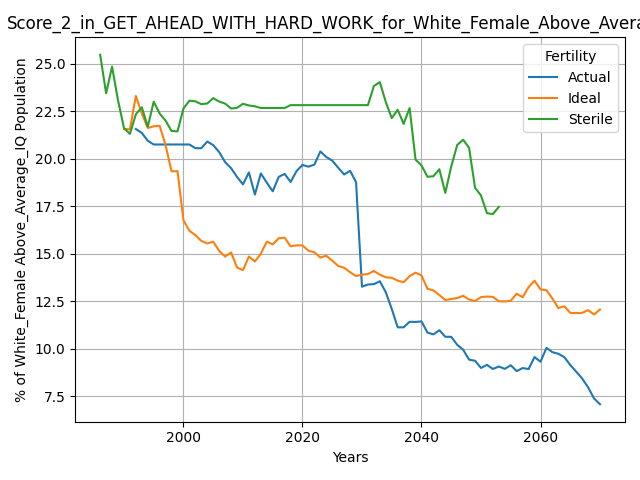 Score_2_in_GET_AHEAD_WITH_HARD_WORK_for_White_Female_Above_Avera
Fertility
Actual
Ideal
Sterile
25.0
22.5
20.0
17.5
15.0
12.5
10.0
7.5
% of White_Female Above_Average_IQ Population
2000
2020
2040
2060
Years